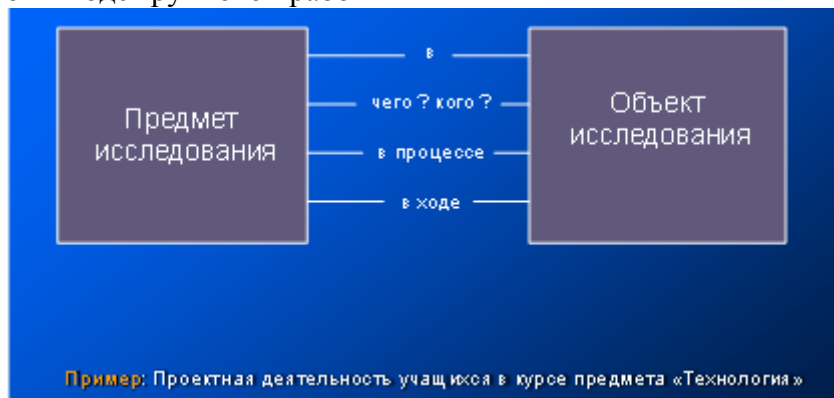 Предмет
исследования
в
чего ? кого ?
в процессе
в ходе
Объект
исследования
Пример: Проектная деятельность учащихся в курсе предмета «Технология»